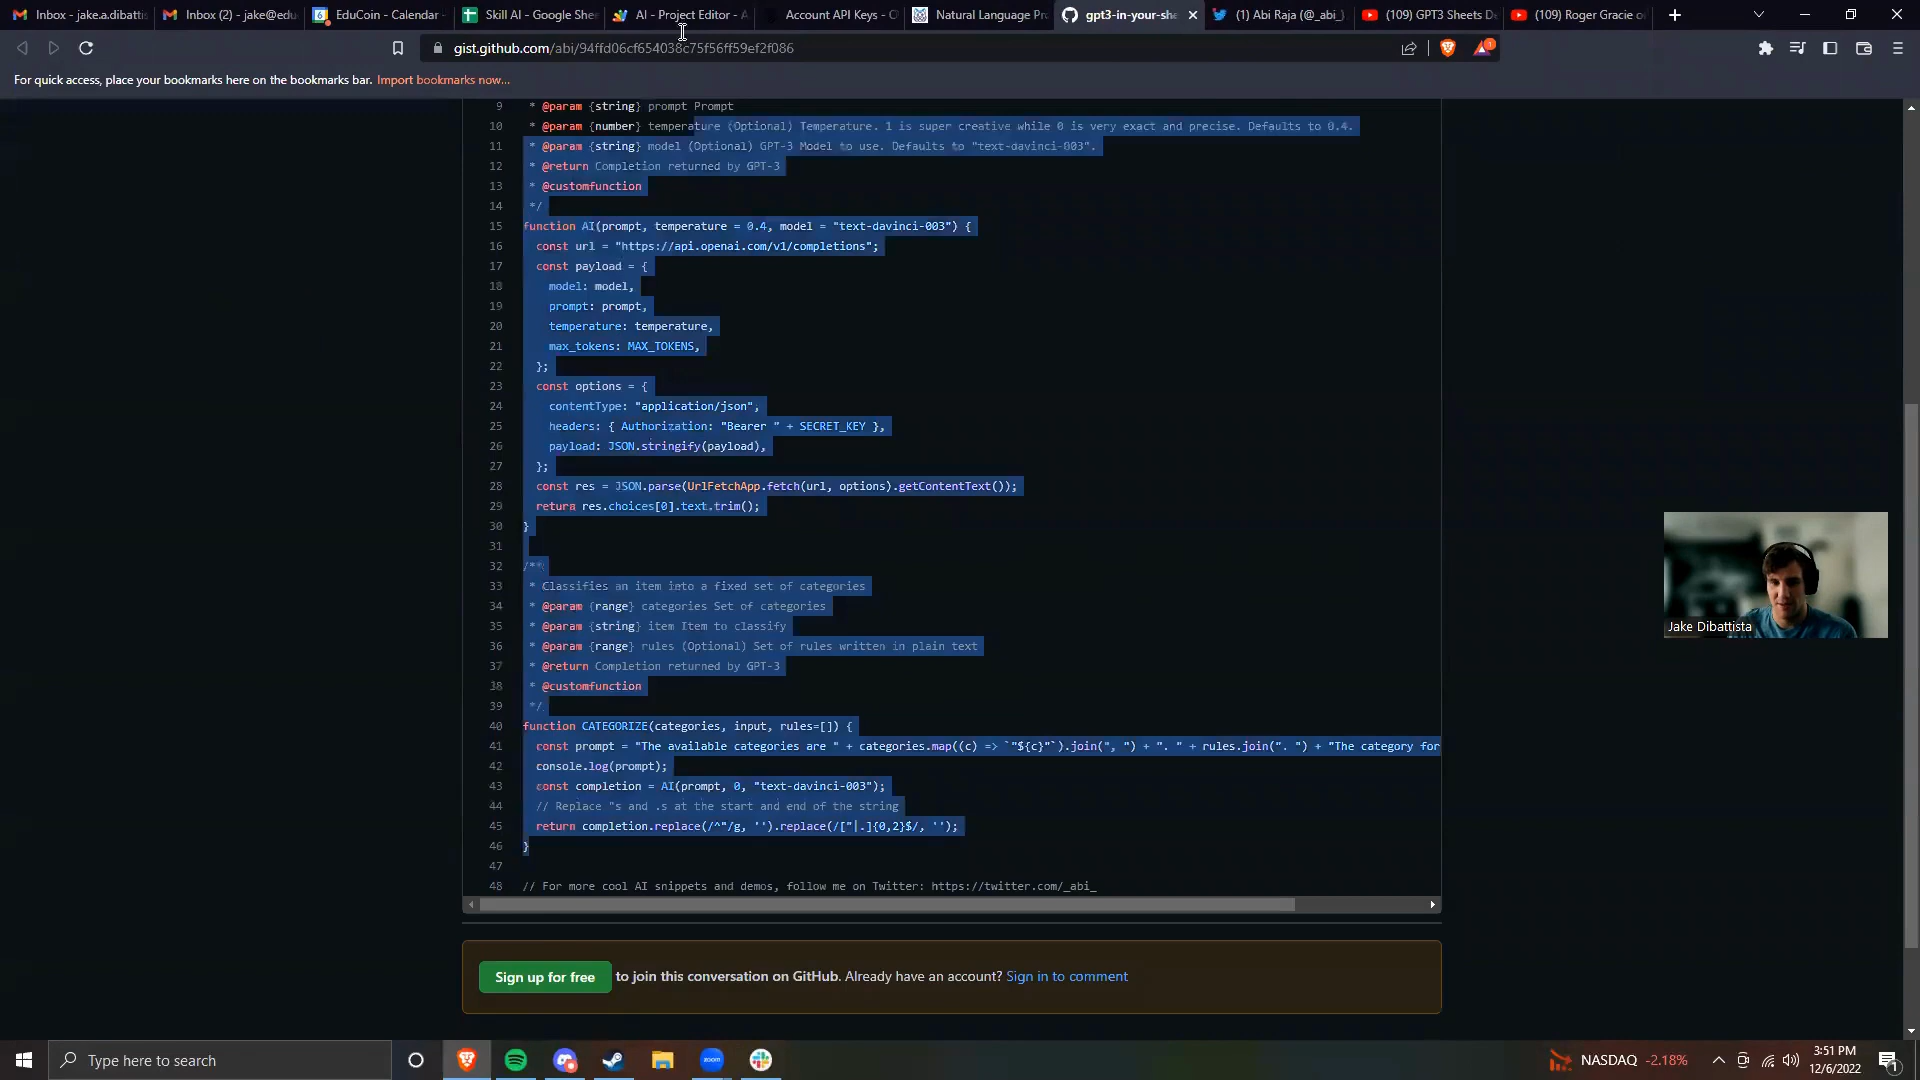 Inbox - jake.a.dibattis
Inbox (2) - jake@edu
EduCoin - Calendar
Skill AI - Google She
AI - Project Editor - A
Account API Keys - O
Natural Language Pro
gpt3-in-your-she
(1) Abi Raja (@_abi_)
(109) GPT3 Sheets De
(109) Roger Gracie o
gist.github.com/abi/94ffd06cf654038c75f56ff59ef2f086
For quick access, place your bookmarks here on the bookmarks bar. Import bookmarks now...
9 * @param {string} prompt Prompt
10 * @param {number} temperature (Optional) Temperature. 1 is super creative while 0 is very exact and precise. Defaults to 0.4.
11 * @param {string} model (Optional) GPT-3 Model to use. Defaults to "text-davinci-003".
12 * @return Completion returned by GPT-3
13 * @customfunction
14 */
15 function AI(prompt, temperature = 0.4, model = "text-davinci-003") {
16 const url = "https://api.openai.com/v1/completions";
17 const payload = {
18 model: model,
19 prompt: prompt,
20 temperature: temperature,
21 max_tokens: MAX_TOKENS,
22 };
23 const options = {
24 contentType: "application/json",
25 headers: { Authorization: "Bearer " + SECRET_KEY },
26 payload: JSON.stringify(payload),
27 };
28 const res = JSON.parse(UrlFetchApp.fetch(url, options).getContentText());
29 return res.choices[0].text.trim();
30 }
31
32 /**
33 * Classifies an item into a fixed set of categories
34 * @param {range} categories Set of categories
35 * @param {string} item Item to classify
36 * @param {range} rules (Optional) Set of rules written in plain text
37 * @return Completion returned by GPT-3
38 * @customfunction
39 */
40 function CATEGORIZE(categories, input, rules=[]) {
41 const prompt = "The available categories are " + categories.map((c) => `"${c}"`).join(", ") + ". " + rules.join(". ") + "The category for
42 console.log(prompt);
43 const completion = AI(prompt, 0, "text-davinci-003");
44 // Replace "s and .s at the start and end of the string
45 return completion.replace(/^"/g, '').replace(/["|.]{0,2}$/, '');
46 }
47
48 // For more cool AI snippets and demos, follow me on Twitter: https://twitter.com/_abi_
Jake Dibattista
Sign up for free to join this conversation on GitHub. Already have an account? Sign in to comment
Type here to search
zoom
NASDAQ -2.18%
3:51 PM
12/6/2022